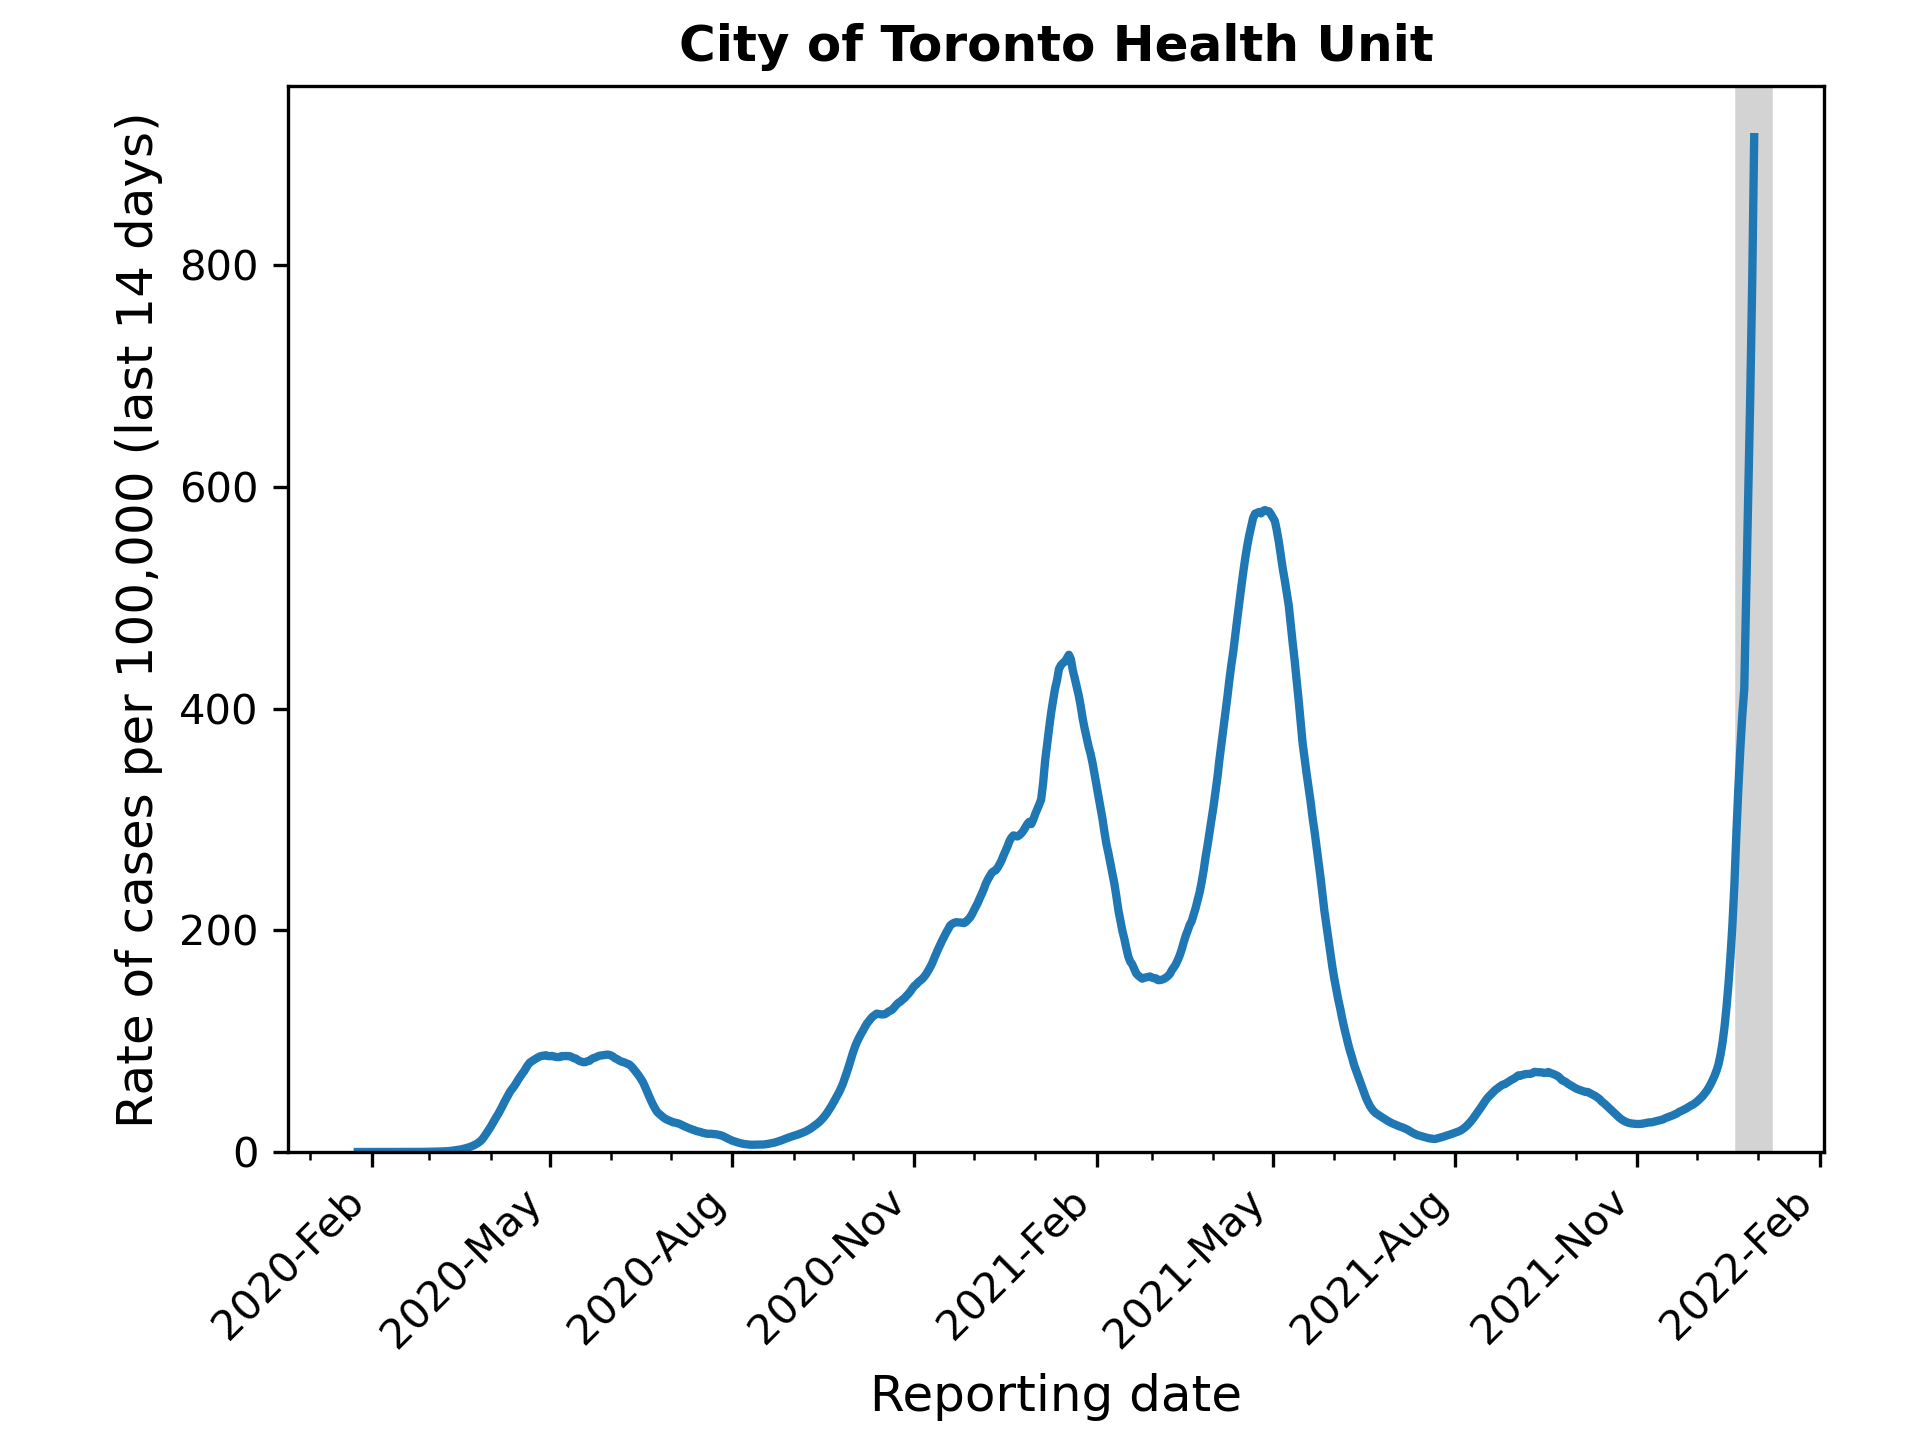 City of Toronto Health Unit
Rate of cases per 100,000 (last 14 days)
800
600
400
200
0
2020-Feb
2020-May
2020-Aug
2020-Nov
2021-Feb
2021-May
2021-Aug
2021-Nov
2022-Feb
Reporting date